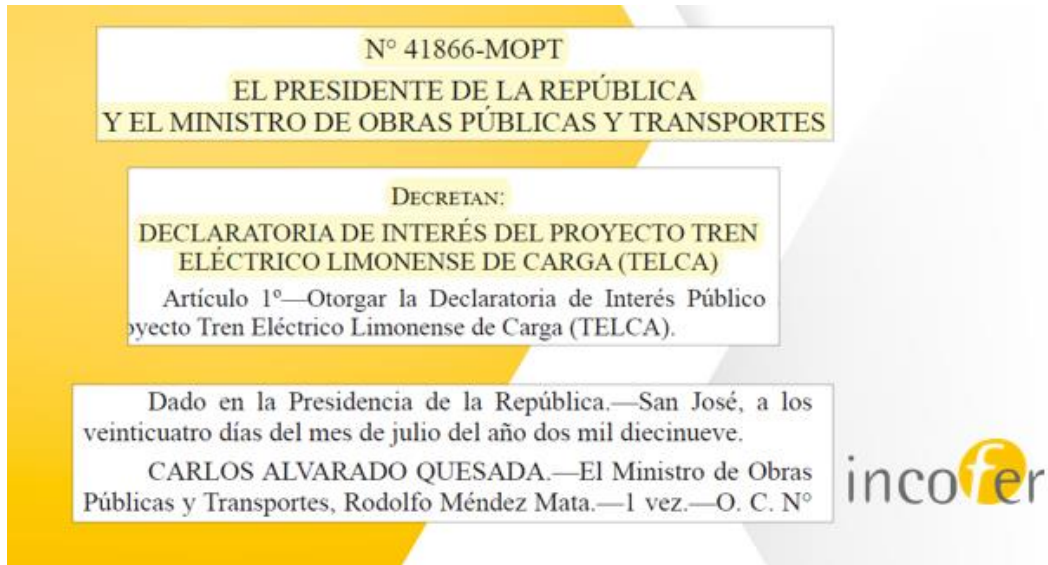 N° 41866-MOPT
EL PRESIDENTE DE LA REPÚBLICA
Y EL MINISTRO DE OBRAS PÚBLICAS Y TRANSPORTES
DECRETAN:
DECLARATORIA DE INTERÉS DEL PROYECTO TREN
ELÉCTRICO LIMONENSE DE CARGA (TELCA)
Artículo 1º—Otorgar la Declaratoria de Interés Público
oyecto Tren Eléctrico Limonense de Carga (TELCA).
Dado en la Presidencia de la República.—San José, a los
veinticuatro días del mes de julio del año dos mil diecinueve.
CARLOS ALVARADO QUESADA.—El Ministro de Obras
Públicas y Transportes, Rodolfo Méndez Mata.—1 vez.—O. C. N°
incofer